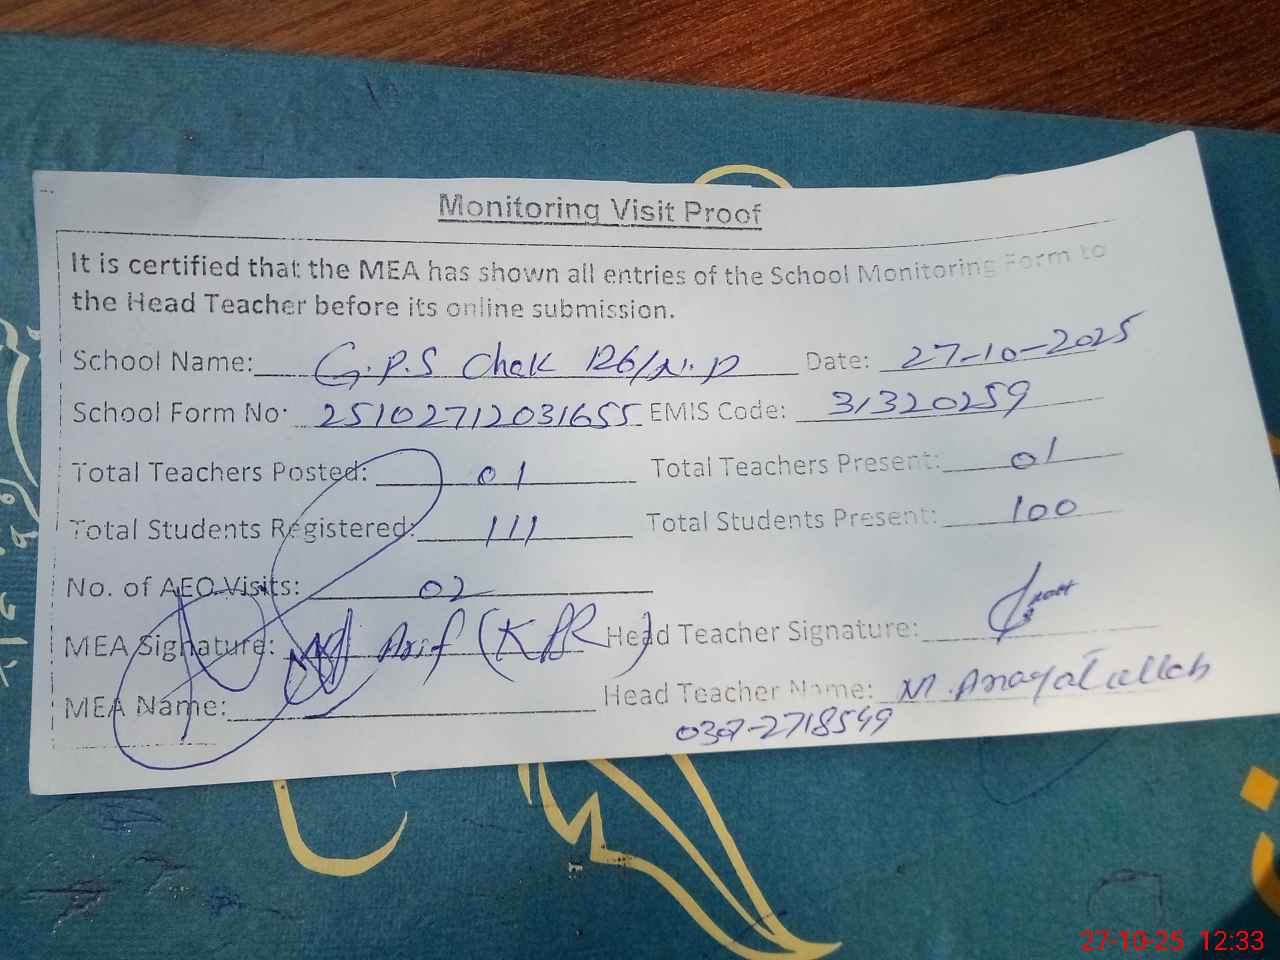 Monitoring Visit Proof
It is certified that the MEA has shown all entries of the School Monitoring Form to
the Head Teacher before its online submission.
School Name: G.P.S Chak 126/N.P Date: 27-10-2025
School Form No: 25102712031655 EMIS Code: 31320259
Total Teachers Posted: 01 Total Teachers Present: 01
Total Students Registered: 111 Total Students Present: 100
No. of AEO Visits: 02
MEA Signature: M Arif Head Teacher Signature:
MEA Name: Head Teacher Name: M. Anayat ullah
0307-2718549
27-10-25 12:33